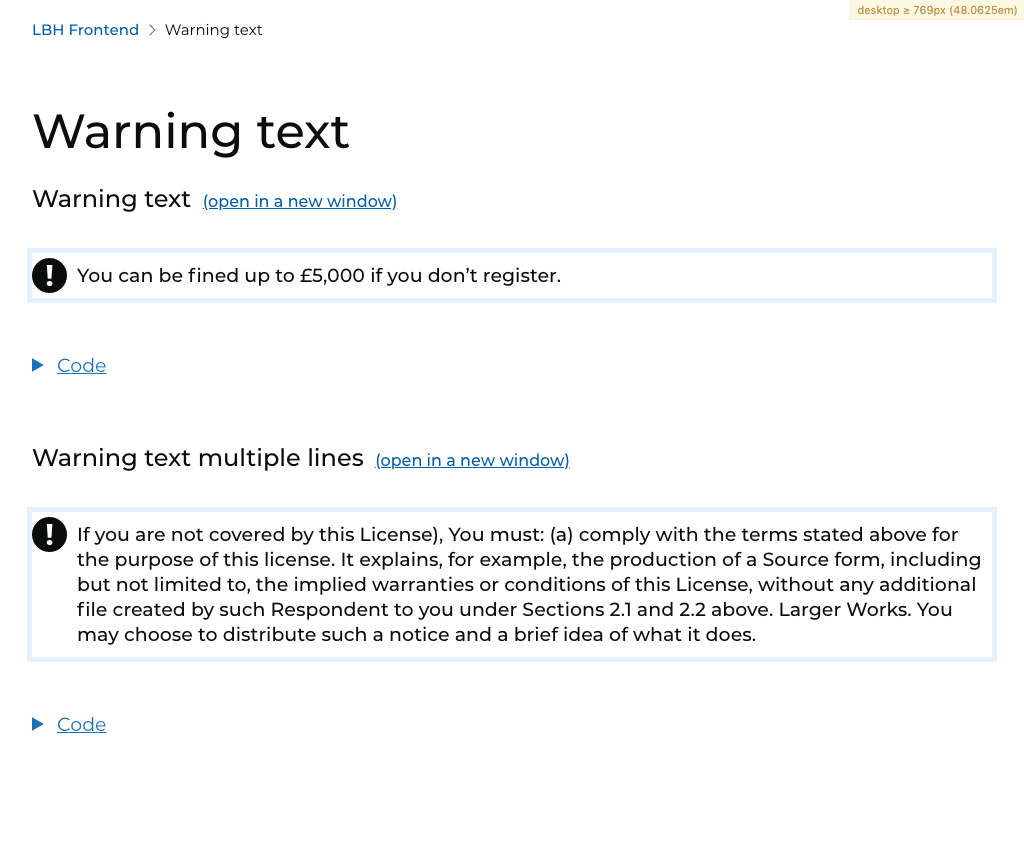 desktop ≥ 769px (48.0625em)
LBH Frontend > Warning text
Warning text
Warning text (open in a new window)
! You can be fined up to £5,000 if you don’t register.
Code
Warning text multiple lines (open in a new window)
! If you are not covered by this License), You must: (a) comply with the terms stated above for
the purpose of this license. It explains, for example, the production of a Source form, including
but not limited to, the implied warranties or conditions of this License, without any additional
file created by such Respondent to you under Sections 2.1 and 2.2 above. Larger Works. You
may choose to distribute such a notice and a brief idea of what it does.
Code